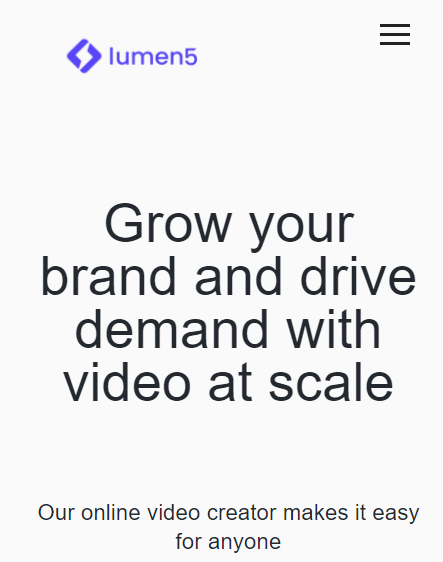 lumen5
Grow your
brand and drive
demand with
video at scale
Our online video creator makes it easy
for anyone